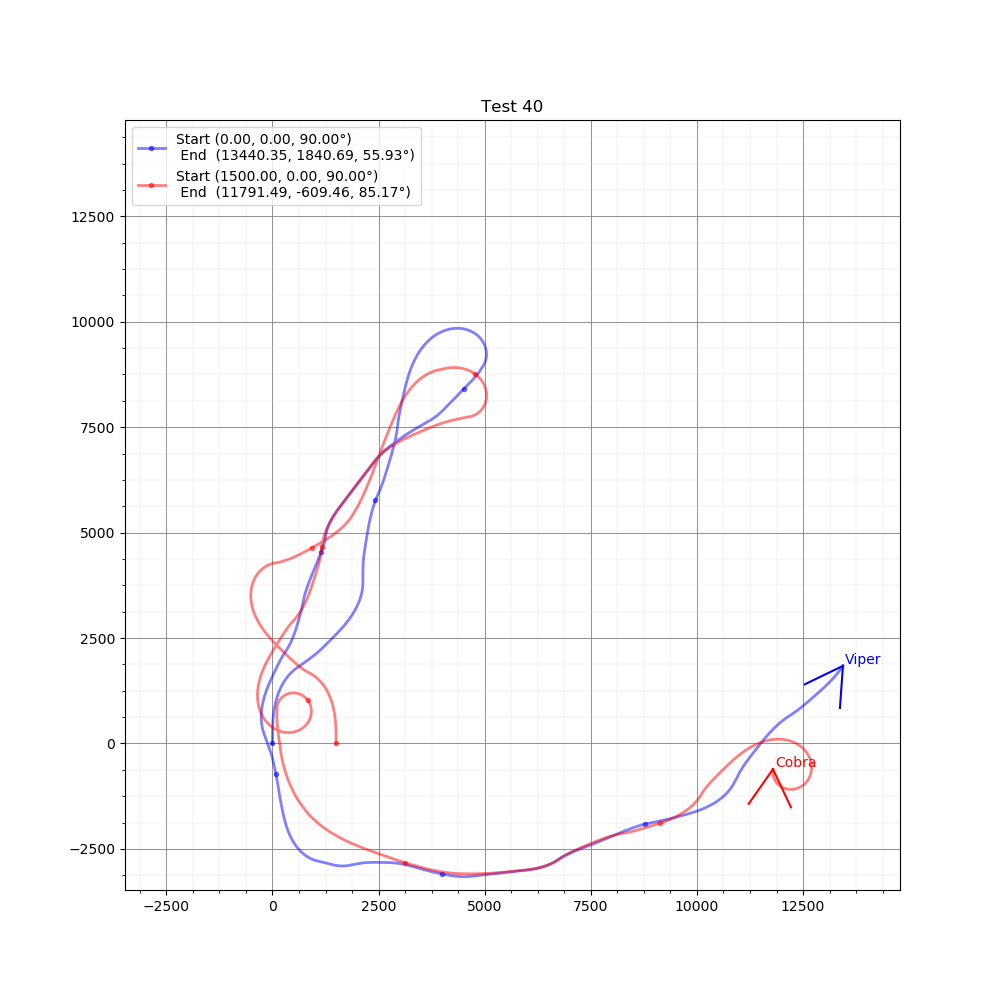 Test 40
Start (0.00, 0.00, 90.00°)
End (13440.35, 1840.69, 55.93°)
Start (1500.00, 0.00, 90.00°)
End (11791.49, -609.46, 85.17°)
12500
10000
7500
5000
2500
0
−2500
Viper
Cobra
−2500 0 2500 5000 7500 10000 12500